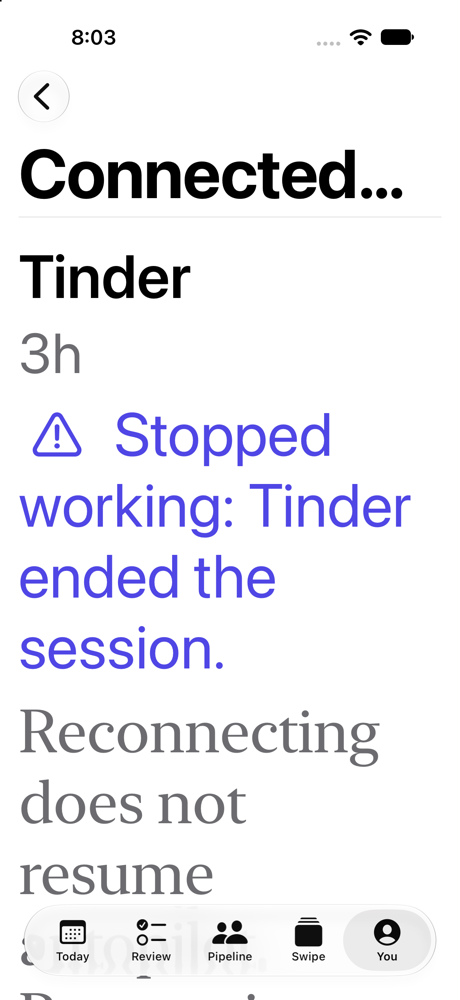 8:03
Connected...
Tinder
3h
Stopped
working: Tinder
ended the
session.
Reconnecting
does not
resume
Today Review Pipeline Swipe You